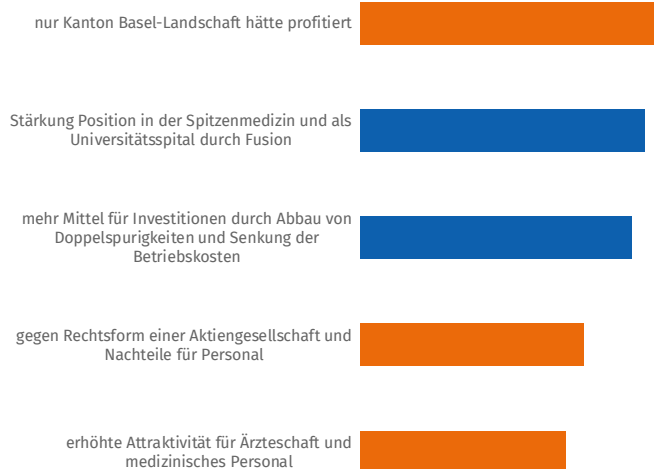 nur Kanton Basel-Landschaft hätte profitiert
Stärkung Position in der Spitzenmedizin und als
Universitätsspital durch Fusion
mehr Mittel für Investitionen durch Abbau von
Doppelspurigkeiten und Senkung der
Betriebskosten
gegen Rechtsform einer Aktiengesellschaft und
Nachteile für Personal
erhöhte Attraktivität für Ärzteschaft und
medizinisches Personal